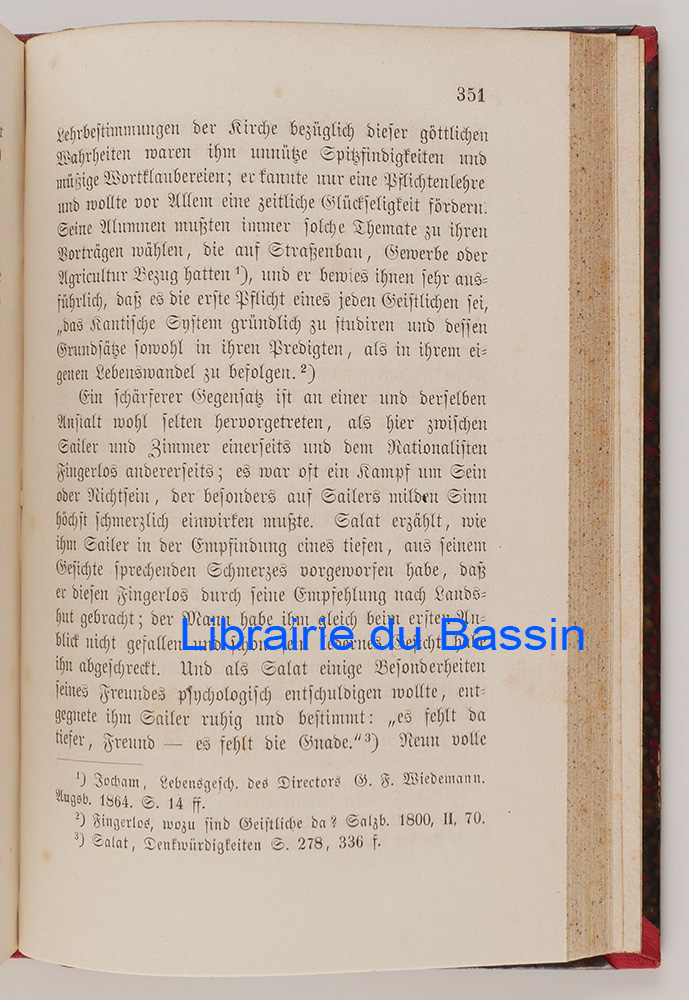 351
Lehrbestimmungen der Kirche bezüglich dieser göttlichen
Wahrheiten waren ihm unnütze Spitzfindigkeiten und
müßige Wortklaubereien; er kannte nur eine Pflichtenlehre
und wollte vor Allem eine zeitliche Glückseligkeit fördern.
Seine Alumnen mußten immer solche Themate zu ihren
Vorträgen wählen, die auf Straßenbau, Gewerbe oder
Agricultur Bezug hatten ¹), und er bewies ihnen sehr aus-
führlich, daß es die erste Pflicht eines jeden Geistlichen sei,
„das Kantische System gründlich zu studiren und dessen
Grundsätze sowohl in ihren Predigten, als in ihrem ei-
genen Lebenswandel zu befolgen. ²)
Ein schärferer Gegensatz ist an einer und derselben
Anstalt wohl selten hervorgetreten, als hier zwischen
Sailer und Zimmer einerseits und dem Rationalisten
Fingerlos andererseits; es war oft ein Kampf um Sein
oder Nichtsein, der besonders auf Sailers milden Sinn
höchst schmerzlich einwirken mußte. Salat erzählt, wie
ihm Sailer in der Empfindung eines tiefen, aus seinem
Gesichte sprechenden Schmerzes vorgeworfen habe, daß
er diesen Fingerlos durch seine Empfehlung nach Lands-
hut gebracht; der Mann habe ihm gleich beim ersten An-
blick nicht gefallen und schon sein ledernes Gesicht habe
Librairie du Bassin
ihn abgeschreckt. Und als Salat einige Besonderheiten
seines Freundes psychologisch entschuldigen wollte, ent-
gegnete ihm Sailer ruhig und bestimmt: „es fehlt da
tiefer, Freund — es fehlt die Gnade.“ ³) Neun volle
¹) Jocham, Lebensgesch. des Directors G. F. Wiedemann.
Augsb. 1864. S. 14 ff.
²) Fingerlos, wozu sind Geistliche da? Salzb. 1800, II, 70.
³) Salat, Denkwürdigkeiten S. 278, 336 f.